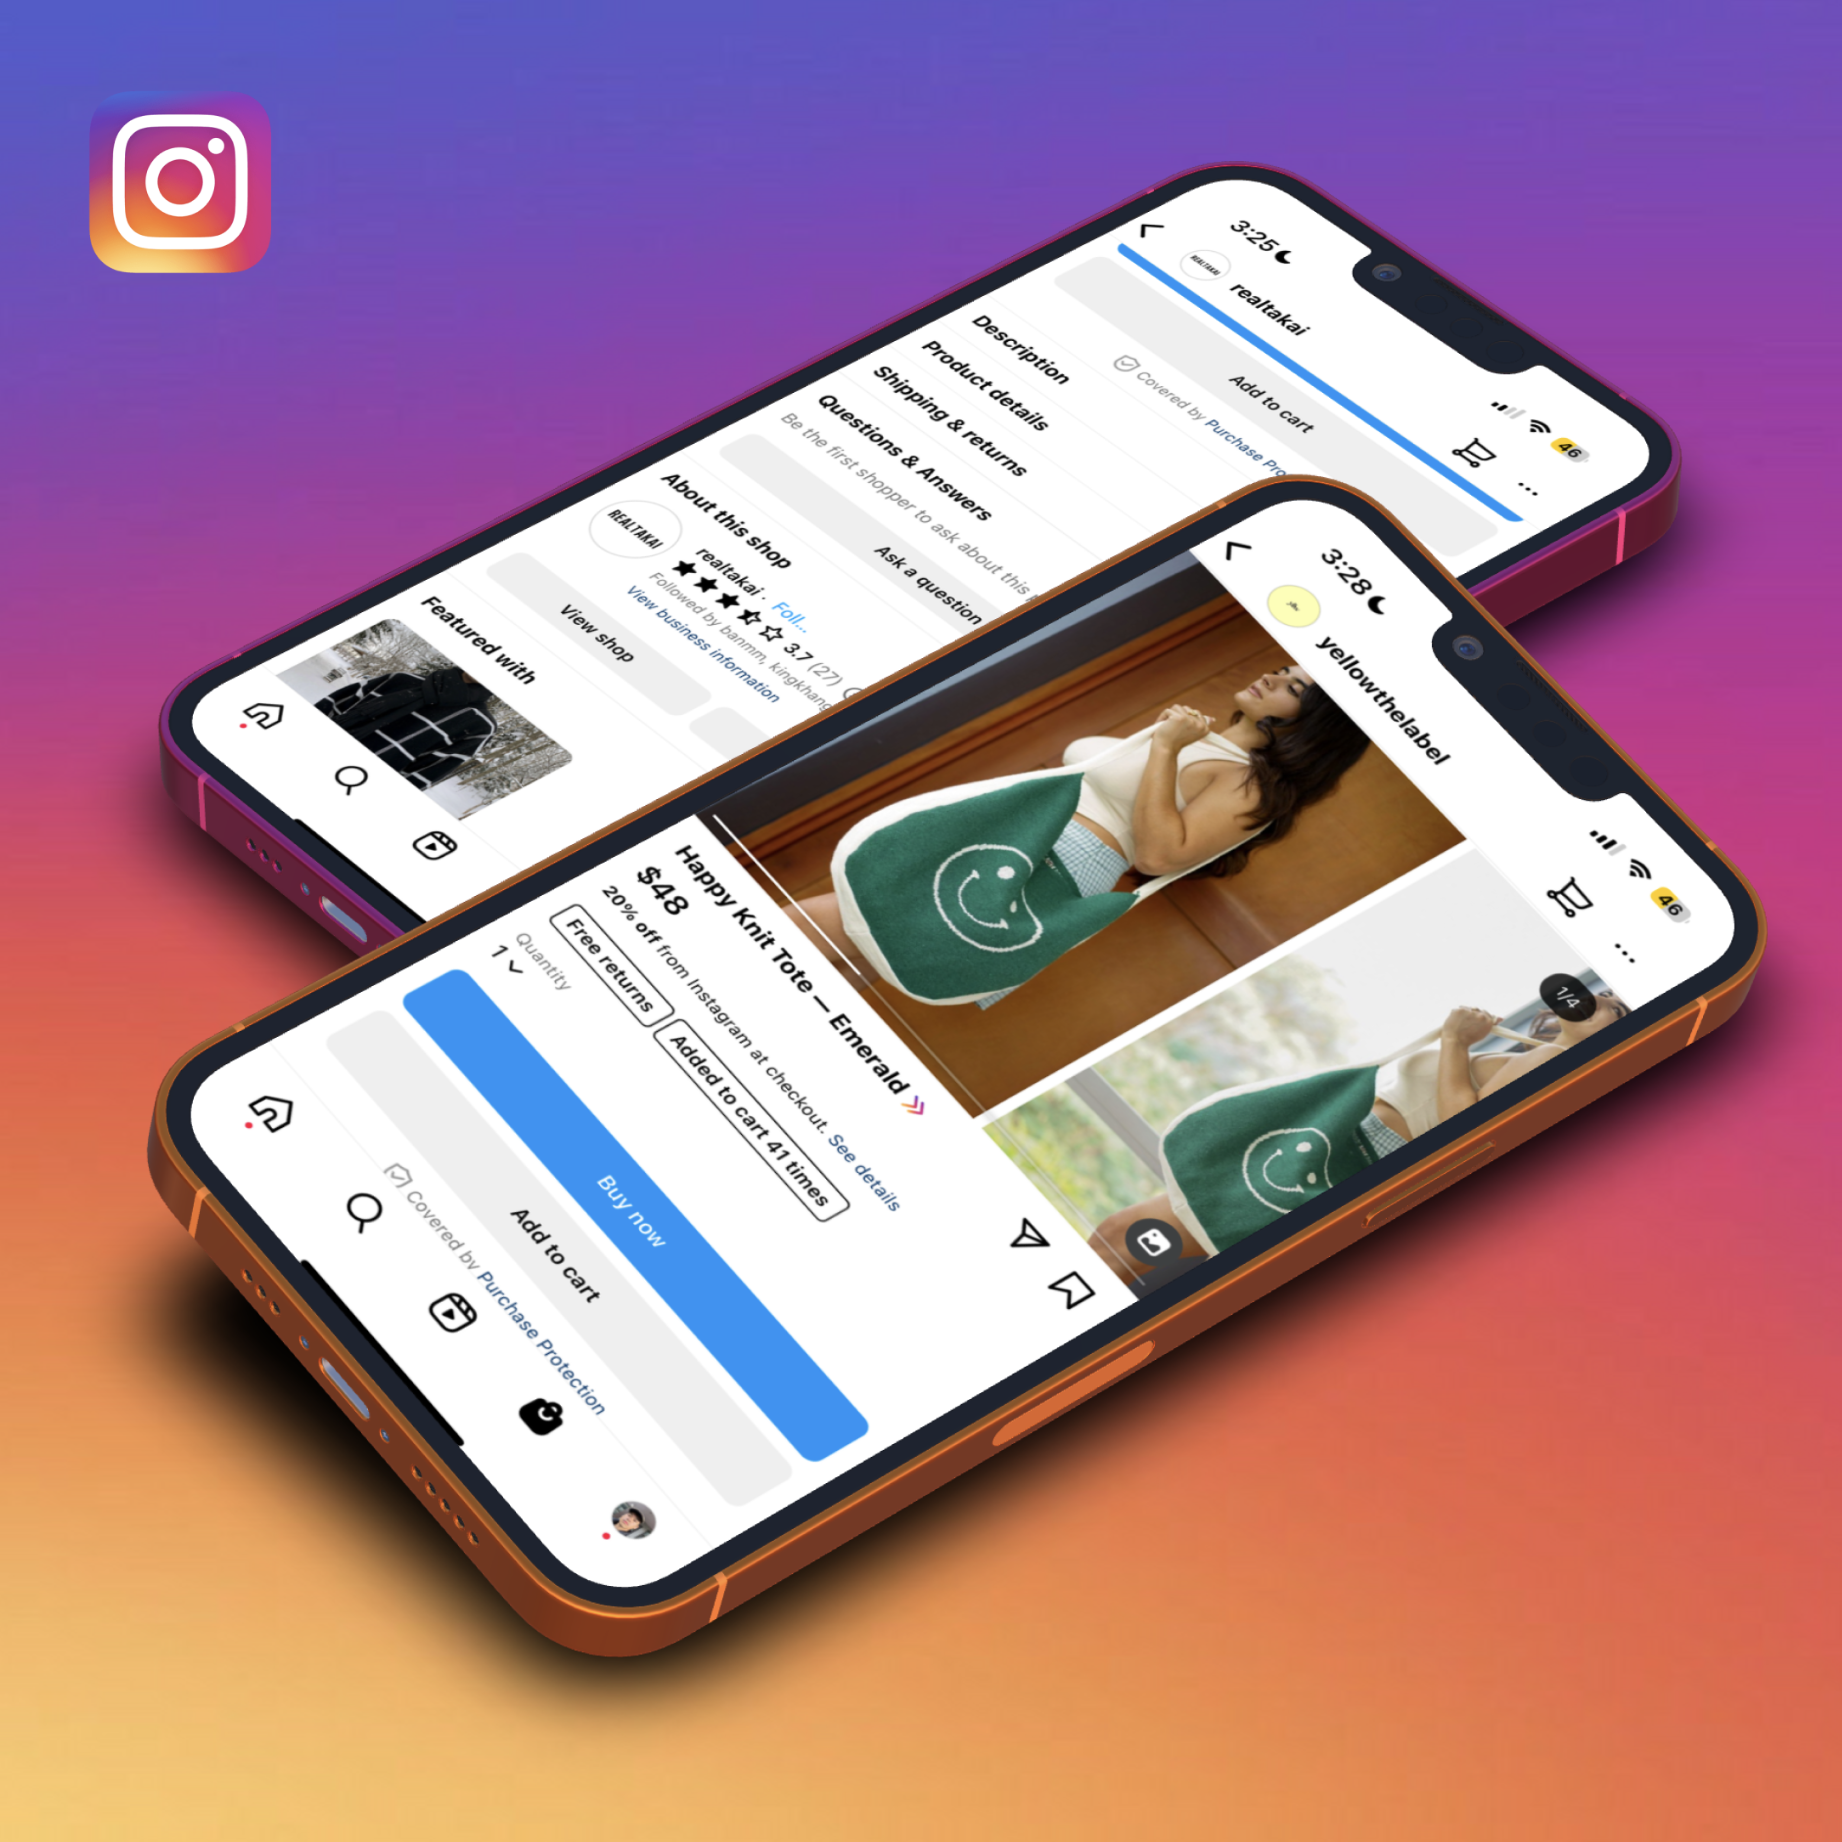 3:25
46
REALTAKAI
realtakai
Add to cart
Covered by Purchase Pro
Description
Product details
Shipping & returns
Questions & Answers
Be the first shopper to ask about this
Ask a question
About this shop
REALTAKAI
realtakai · Foll...
3.7 (27)
Followed by banmm, kingkhang
View business information
View shop
Featured with
3:28
46
yellowthelabel
1/4
Happy Knit Tote — Emerald
$48
20% off from Instagram at checkout. See details
Free returns
Added to cart 41 times
Quantity
1
Buy now
Add to cart
Covered by Purchase Protection